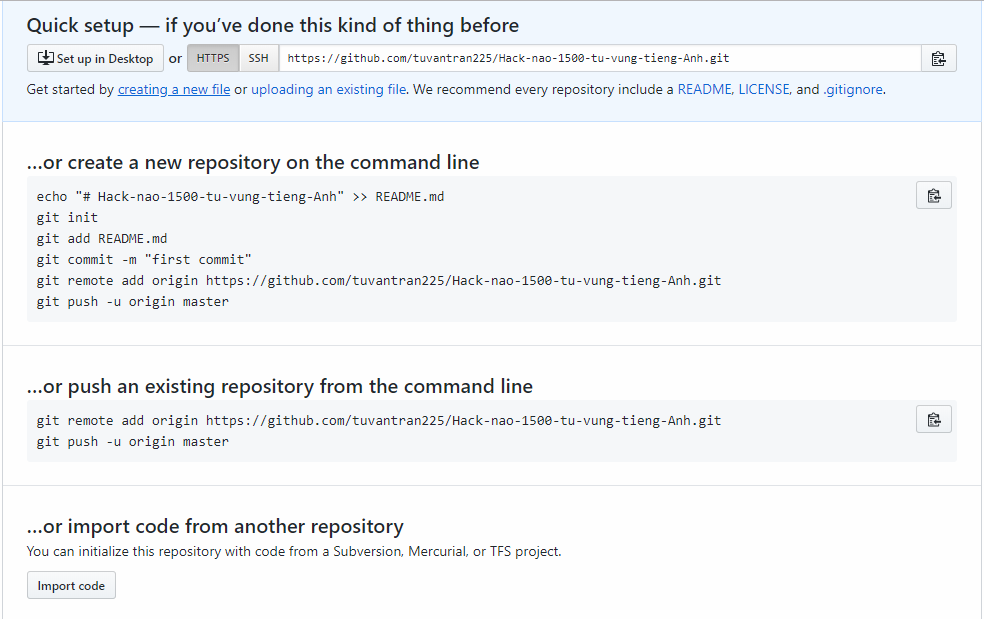 Quick setup — if you’ve done this kind of thing before
Set up in Desktop or HTTPS SSH https://github.com/tuvantran225/Hack-nao-1500-tu-vung-tieng-Anh.git
Get started by creating a new file or uploading an existing file. We recommend every repository include a README, LICENSE, and .gitignore.
…or create a new repository on the command line
echo "# Hack-nao-1500-tu-vung-tieng-Anh" >> README.md
git init
git add README.md
git commit -m "first commit"
git remote add origin https://github.com/tuvantran225/Hack-nao-1500-tu-vung-tieng-Anh.git
git push -u origin master
…or push an existing repository from the command line
git remote add origin https://github.com/tuvantran225/Hack-nao-1500-tu-vung-tieng-Anh.git
git push -u origin master
…or import code from another repository
You can initialize this repository with code from a Subversion, Mercurial, or TFS project.
Import code